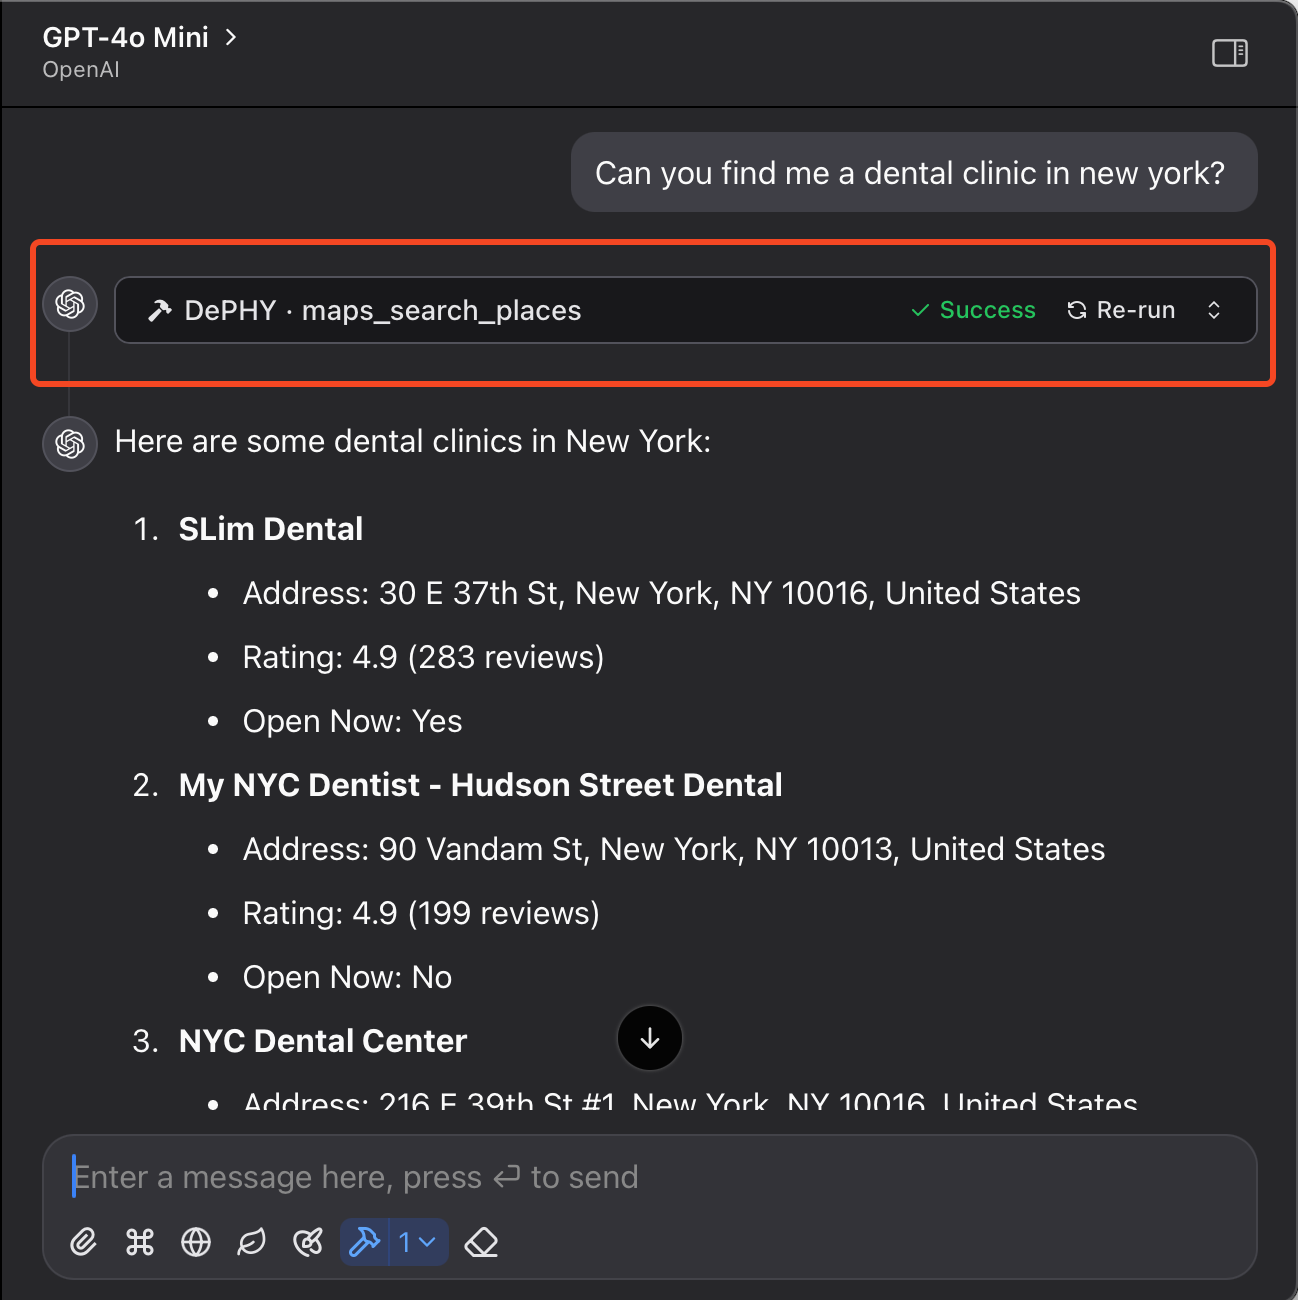 GPT-4o Mini
OpenAI
Can you find me a dental clinic in new york?
DePHY · maps_search_places
Success
Re-run
Here are some dental clinics in New York:
1. SLim Dental
• Address: 30 E 37th St, New York, NY 10016, United States
• Rating: 4.9 (283 reviews)
• Open Now: Yes
2. My NYC Dentist - Hudson Street Dental
• Address: 90 Vandam St, New York, NY 10013, United States
• Rating: 4.9 (199 reviews)
• Open Now: No
3. NYC Dental Center
• Address: 216 E 39th St #1, New York, NY 10016, United States
Enter a message here, press ⏎ to send
1